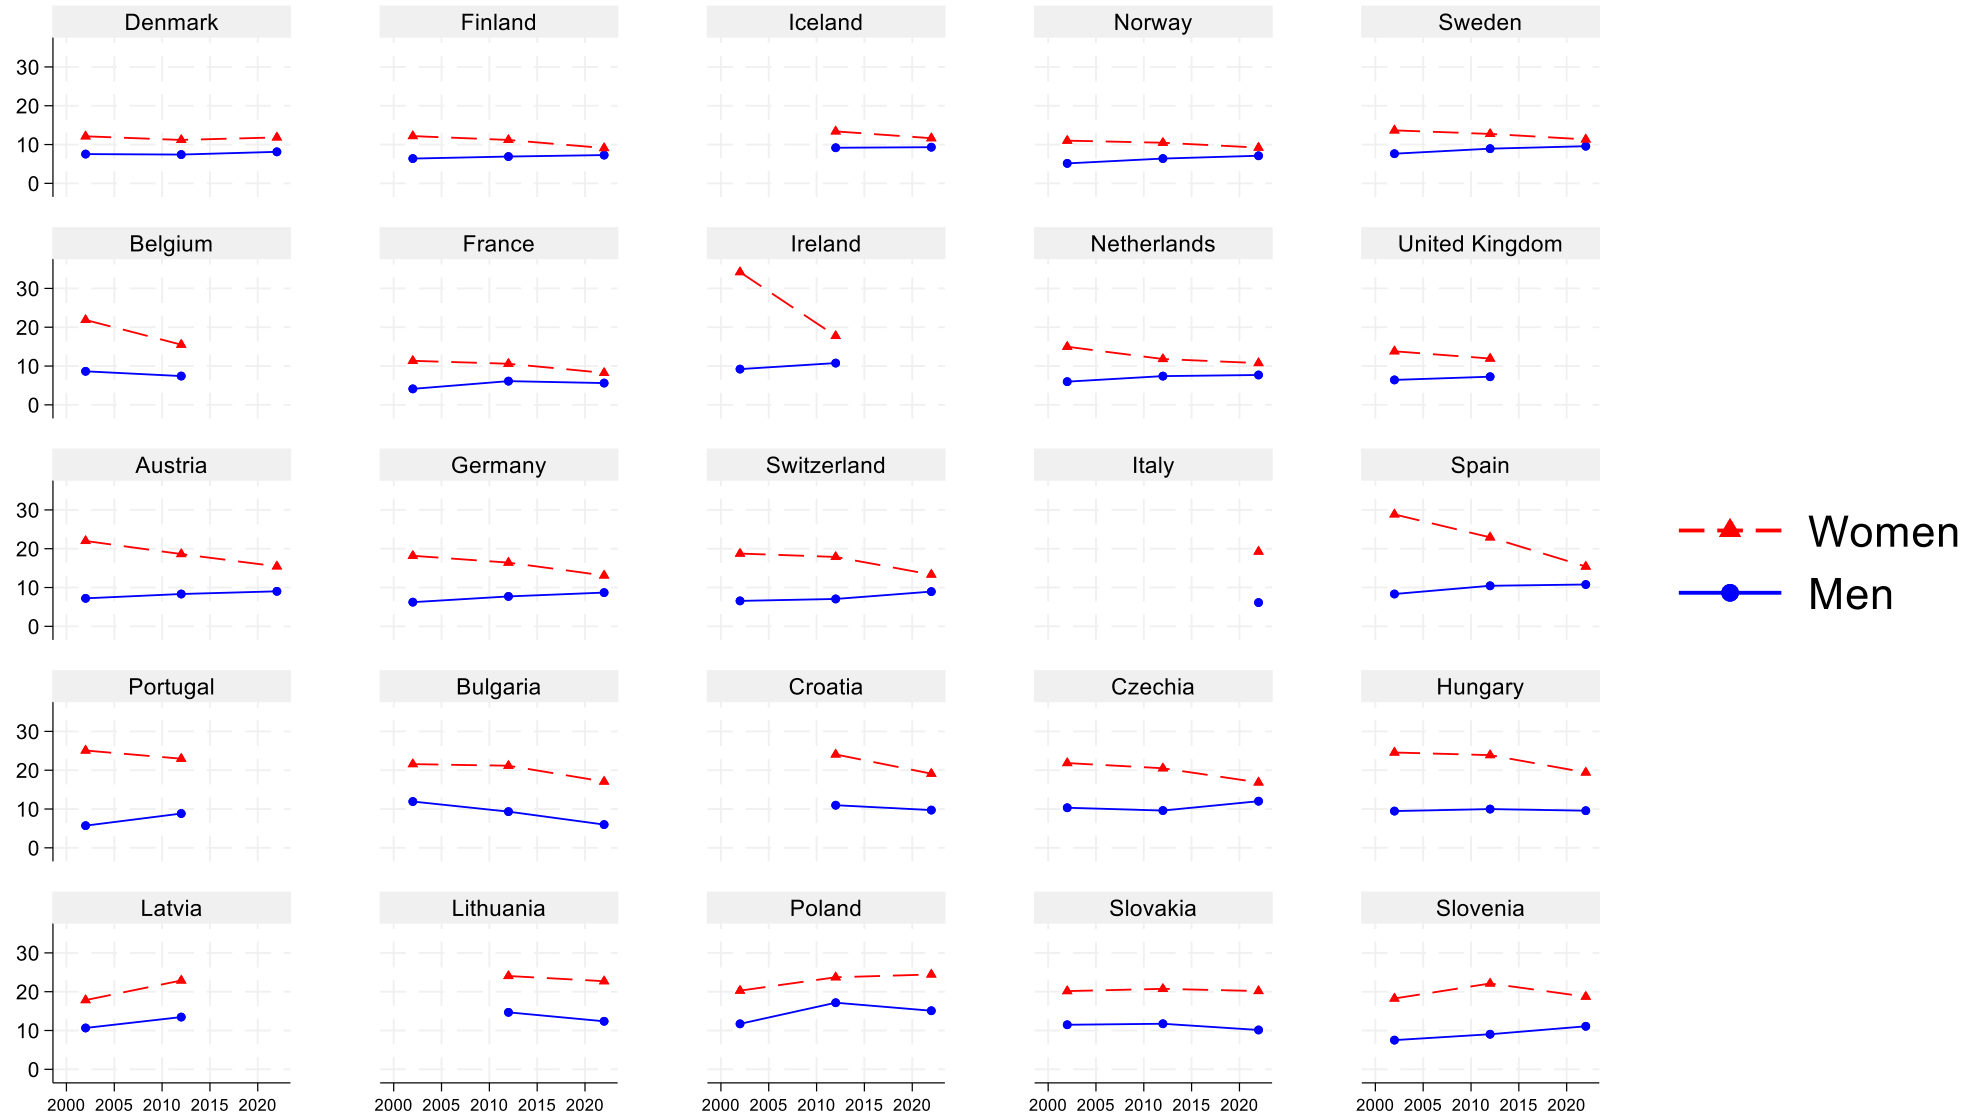 Denmark Finland Iceland Norway Sweden
30
20
10
0
Belgium France Ireland Netherlands United Kingdom
30
20
10
0
Austria Germany Switzerland Italy Spain
30
20
10
0
Women
Men
Portugal Bulgaria Croatia Czechia Hungary
30
20
10
0
Latvia Lithuania Poland Slovakia Slovenia
30
20
10
0
2000 2005 2010 2015 2020 2000 2005 2010 2015 2020 2000 2005 2010 2015 2020 2000 2005 2010 2015 2020 2000 2005 2010 2015 2020